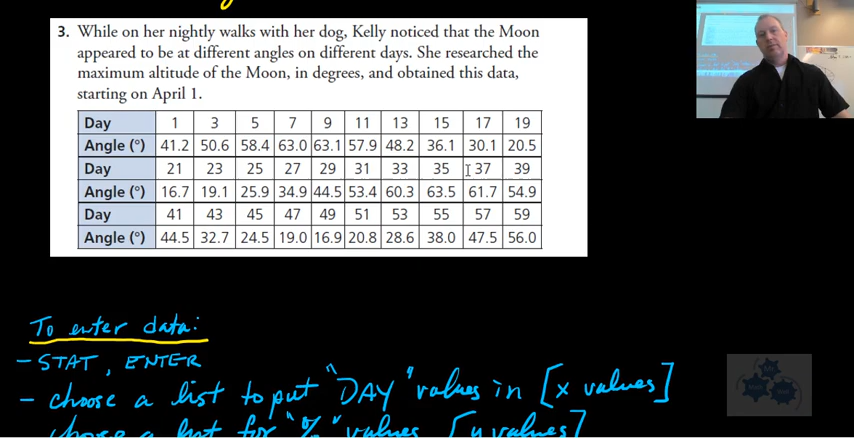 3. While on her nightly walks with her dog, Kelly noticed that the Moon
appeared to be at different angles on different days. She researched the
maximum altitude of the Moon, in degrees, and obtained this data,
starting on April 1.
Day 1 3 5 7 9 11 13 15 17 19
Angle (°) 41.2 50.6 58.4 63.0 63.1 57.9 48.2 36.1 30.1 20.5
Day 21 23 25 27 29 31 33 35 37 39
Angle (°) 16.7 19.1 25.9 34.9 44.5 53.4 60.3 63.5 61.7 54.9
Day 41 43 45 47 49 51 53 55 57 59
Angle (°) 44.5 32.7 24.5 19.0 16.9 20.8 28.6 38.0 47.5 56.0
To enter data:
- STAT, ENTER
- choose a list to put "DAY" values in [x values]
choose a list for "%" values [y values]